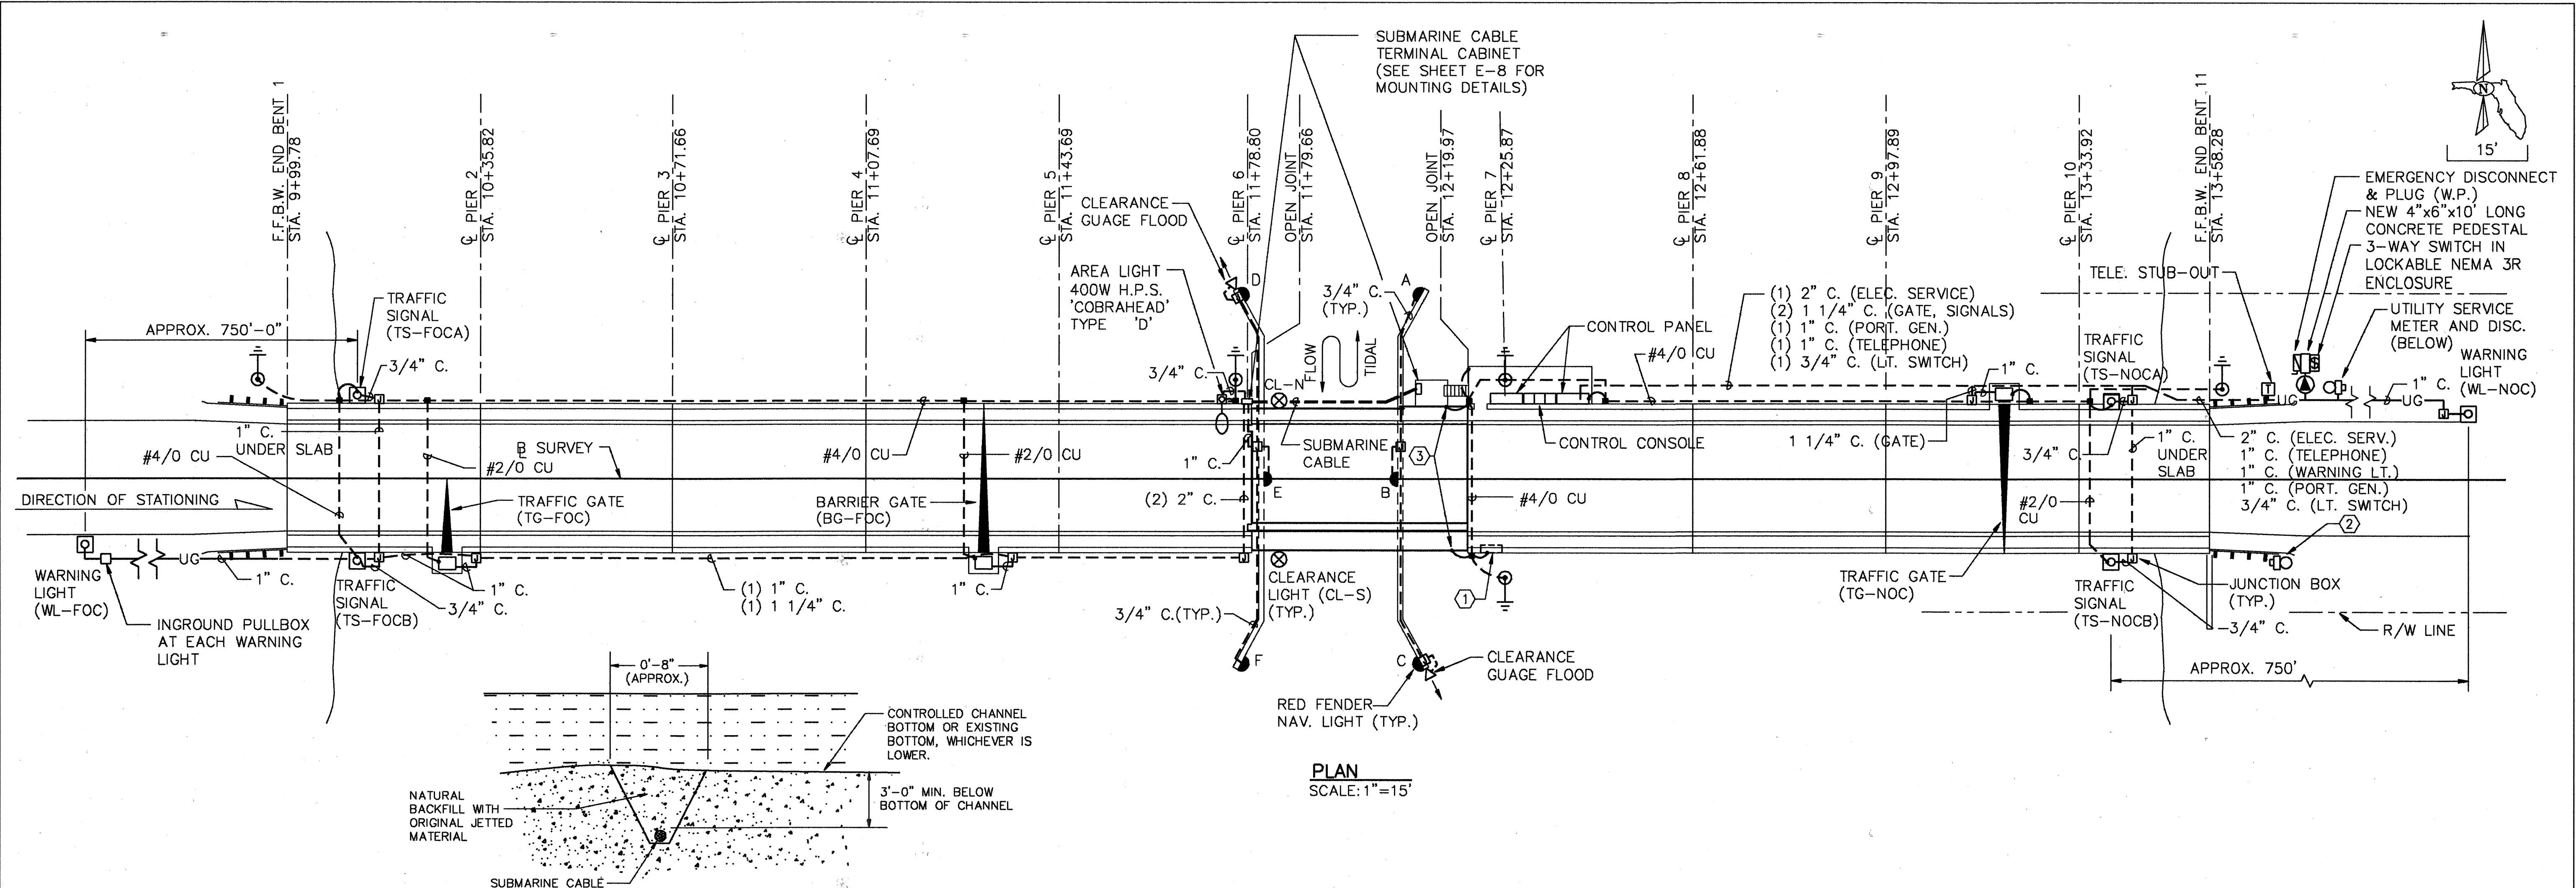 F.F.B.W. END BENT 1
STA. 9+99.78
℄ PIER 2
STA. 10+35.82
℄ PIER 3
STA. 10+71.66
℄ PIER 4
STA. 11+07.69
℄ PIER 5
STA. 11+43.69
℄ PIER 6
STA. 11+78.80
OPEN JOINT
STA. 11+79.66
OPEN JOINT
STA. 12+19.97
℄ PIER 7
STA. 12+25.87
℄ PIER 8
STA. 12+61.88
℄ PIER 9
STA. 12+97.89
℄ PIER 10
STA. 13+33.92
F.F.B.W. END BENT 11
STA. 13+58.28
SUBMARINE CABLE
TERMINAL CABINET
(SEE SHEET E-8 FOR
MOUNTING DETAILS)
N
15'
EMERGENCY DISCONNECT
& PLUG (W.P.)
NEW 4"x6"x10' LONG
CONCRETE PEDESTAL
3-WAY SWITCH IN
LOCKABLE NEMA 3R
ENCLOSURE
TELE. STUB-OUT
UTILITY SERVICE
METER AND DISC.
(BELOW)
WARNING
LIGHT
(WL-NOC)
CLEARANCE
GUAGE FLOOD
AREA LIGHT
400W H.P.S.
'COBRAHEAD'
TYPE 'D'
3/4" C.
D
A
3/4" C.
(TYP.)
FLOW
TIDAL
CL-N
CONTROL PANEL
#4/0 CU
(1) 2" C. (ELEC. SERVICE)
(2) 1 1/4" C. (GATE, SIGNALS)
(1) 1" C. (PORT. GEN.)
(1) 1" C. (TELEPHONE)
(1) 3/4" C. (LT. SWITCH)
1" C.
TRAFFIC
SIGNAL
(TS-NOCA)
T
S
UG
UG
1" C.
APPROX. 750'-0"
TRAFFIC
SIGNAL
(TS-FOCA)
3/4" C.
1" C.
UNDER SLAB
#4/0 CU
B SURVEY
#2/0 CU
#4/0 CU
#2/0 CU
1" C.
SUBMARINE
CABLE
3
CONTROL CONSOLE
1 1/4" C. (GATE)
3/4" C.
1" C.
UNDER
SLAB
2" C. (ELEC. SERV.)
1" C. (TELEPHONE)
1" C. (WARNING LT.)
1" C. (PORT. GEN.)
3/4" C. (LT. SWITCH)
DIRECTION OF STATIONING
TRAFFIC GATE
(TG-FOC)
BARRIER GATE
(BG-FOC)
(2) 2" C.
E
B
#4/0 CU
#2/0
CU
2
WARNING
LIGHT
(WL-FOC)
UG
1" C.
TRAFFIC
SIGNAL
(TS-FOCB)
1" C.
3/4" C.
(1) 1" C.
(1) 1 1/4" C.
1" C.
CLEARANCE
LIGHT (CL-S)
(TYP.)
1
TRAFFIC GATE
(TG-NOC)
TRAFFIC
SIGNAL
(TS-NOCB)
JUNCTION BOX
(TYP.)
3/4" C.
R/W LINE
INGROUND PULLBOX
AT EACH WARNING
LIGHT
3/4" C.(TYP.)
F
C
CLEARANCE
GUAGE FLOOD
RED FENDER
NAV. LIGHT (TYP.)
APPROX. 750'
0'-8"
(APPROX.)
CONTROLLED CHANNEL
BOTTOM OR EXISTING
BOTTOM, WHICHEVER IS
LOWER.
NATURAL
BACKFILL WITH
ORIGINAL JETTED
MATERIAL
3'-0" MIN. BELOW
BOTTOM OF CHANNEL
SUBMARINE CABLE
PLAN
SCALE: 1"=15'